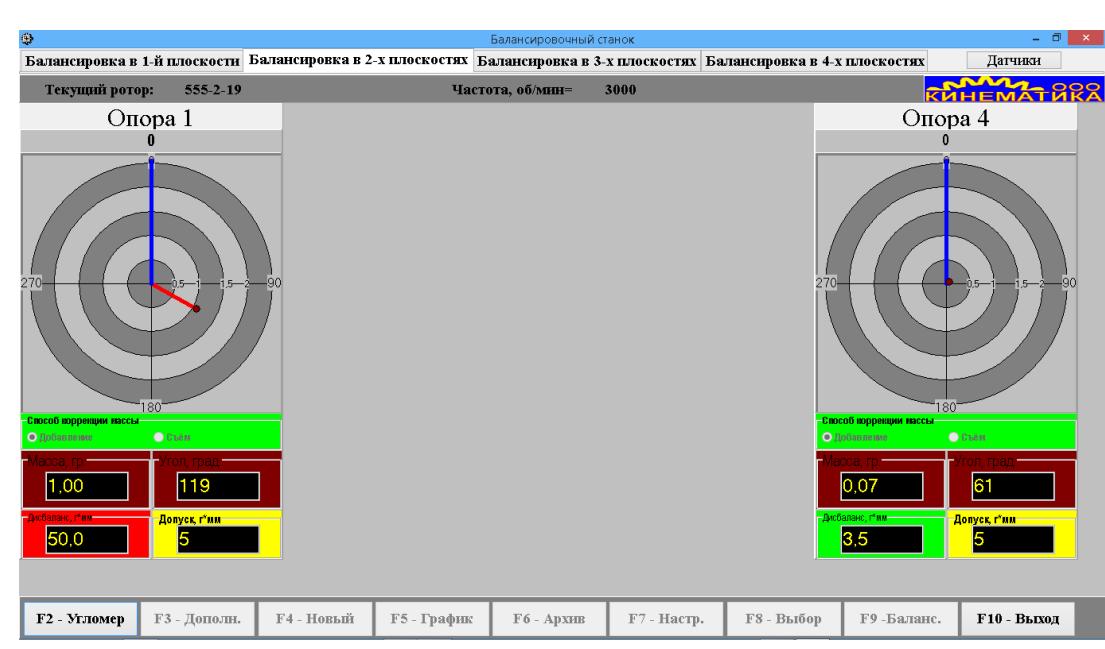 Балансировочный станок
Балансировка в 1-й плоскости Балансировка в 2-х плоскостях Балансировка в 3-х плоскостях Балансировка в 4-х плоскостях Датчики
Текущий ротор: 555-2-19 Частота, об/мин= 3000 ООО КИНЕМАТИКА
Опора 1 Опора 4
0 0
0 0
270 0,5 1 1,5 2 90 270 0,5 1 1,5 2 90
180 180
Способ коррекции массы Способ коррекции массы
Добавление Съём Добавление Съём
Масса, гр. Угол, град. Масса, гр. Угол, град.
1,00 119 0,07 61
Дисбаланс, г*мм Допуск, г*мм Дисбаланс, г*мм Допуск, г*мм
50,0 5 3,5 5
F2 - Угломер F3 - Дополн. F4 - Новый F5 - График F6 - Архив F7 - Настр. F8 - Выбор F9 -Баланс. F10 - Выход